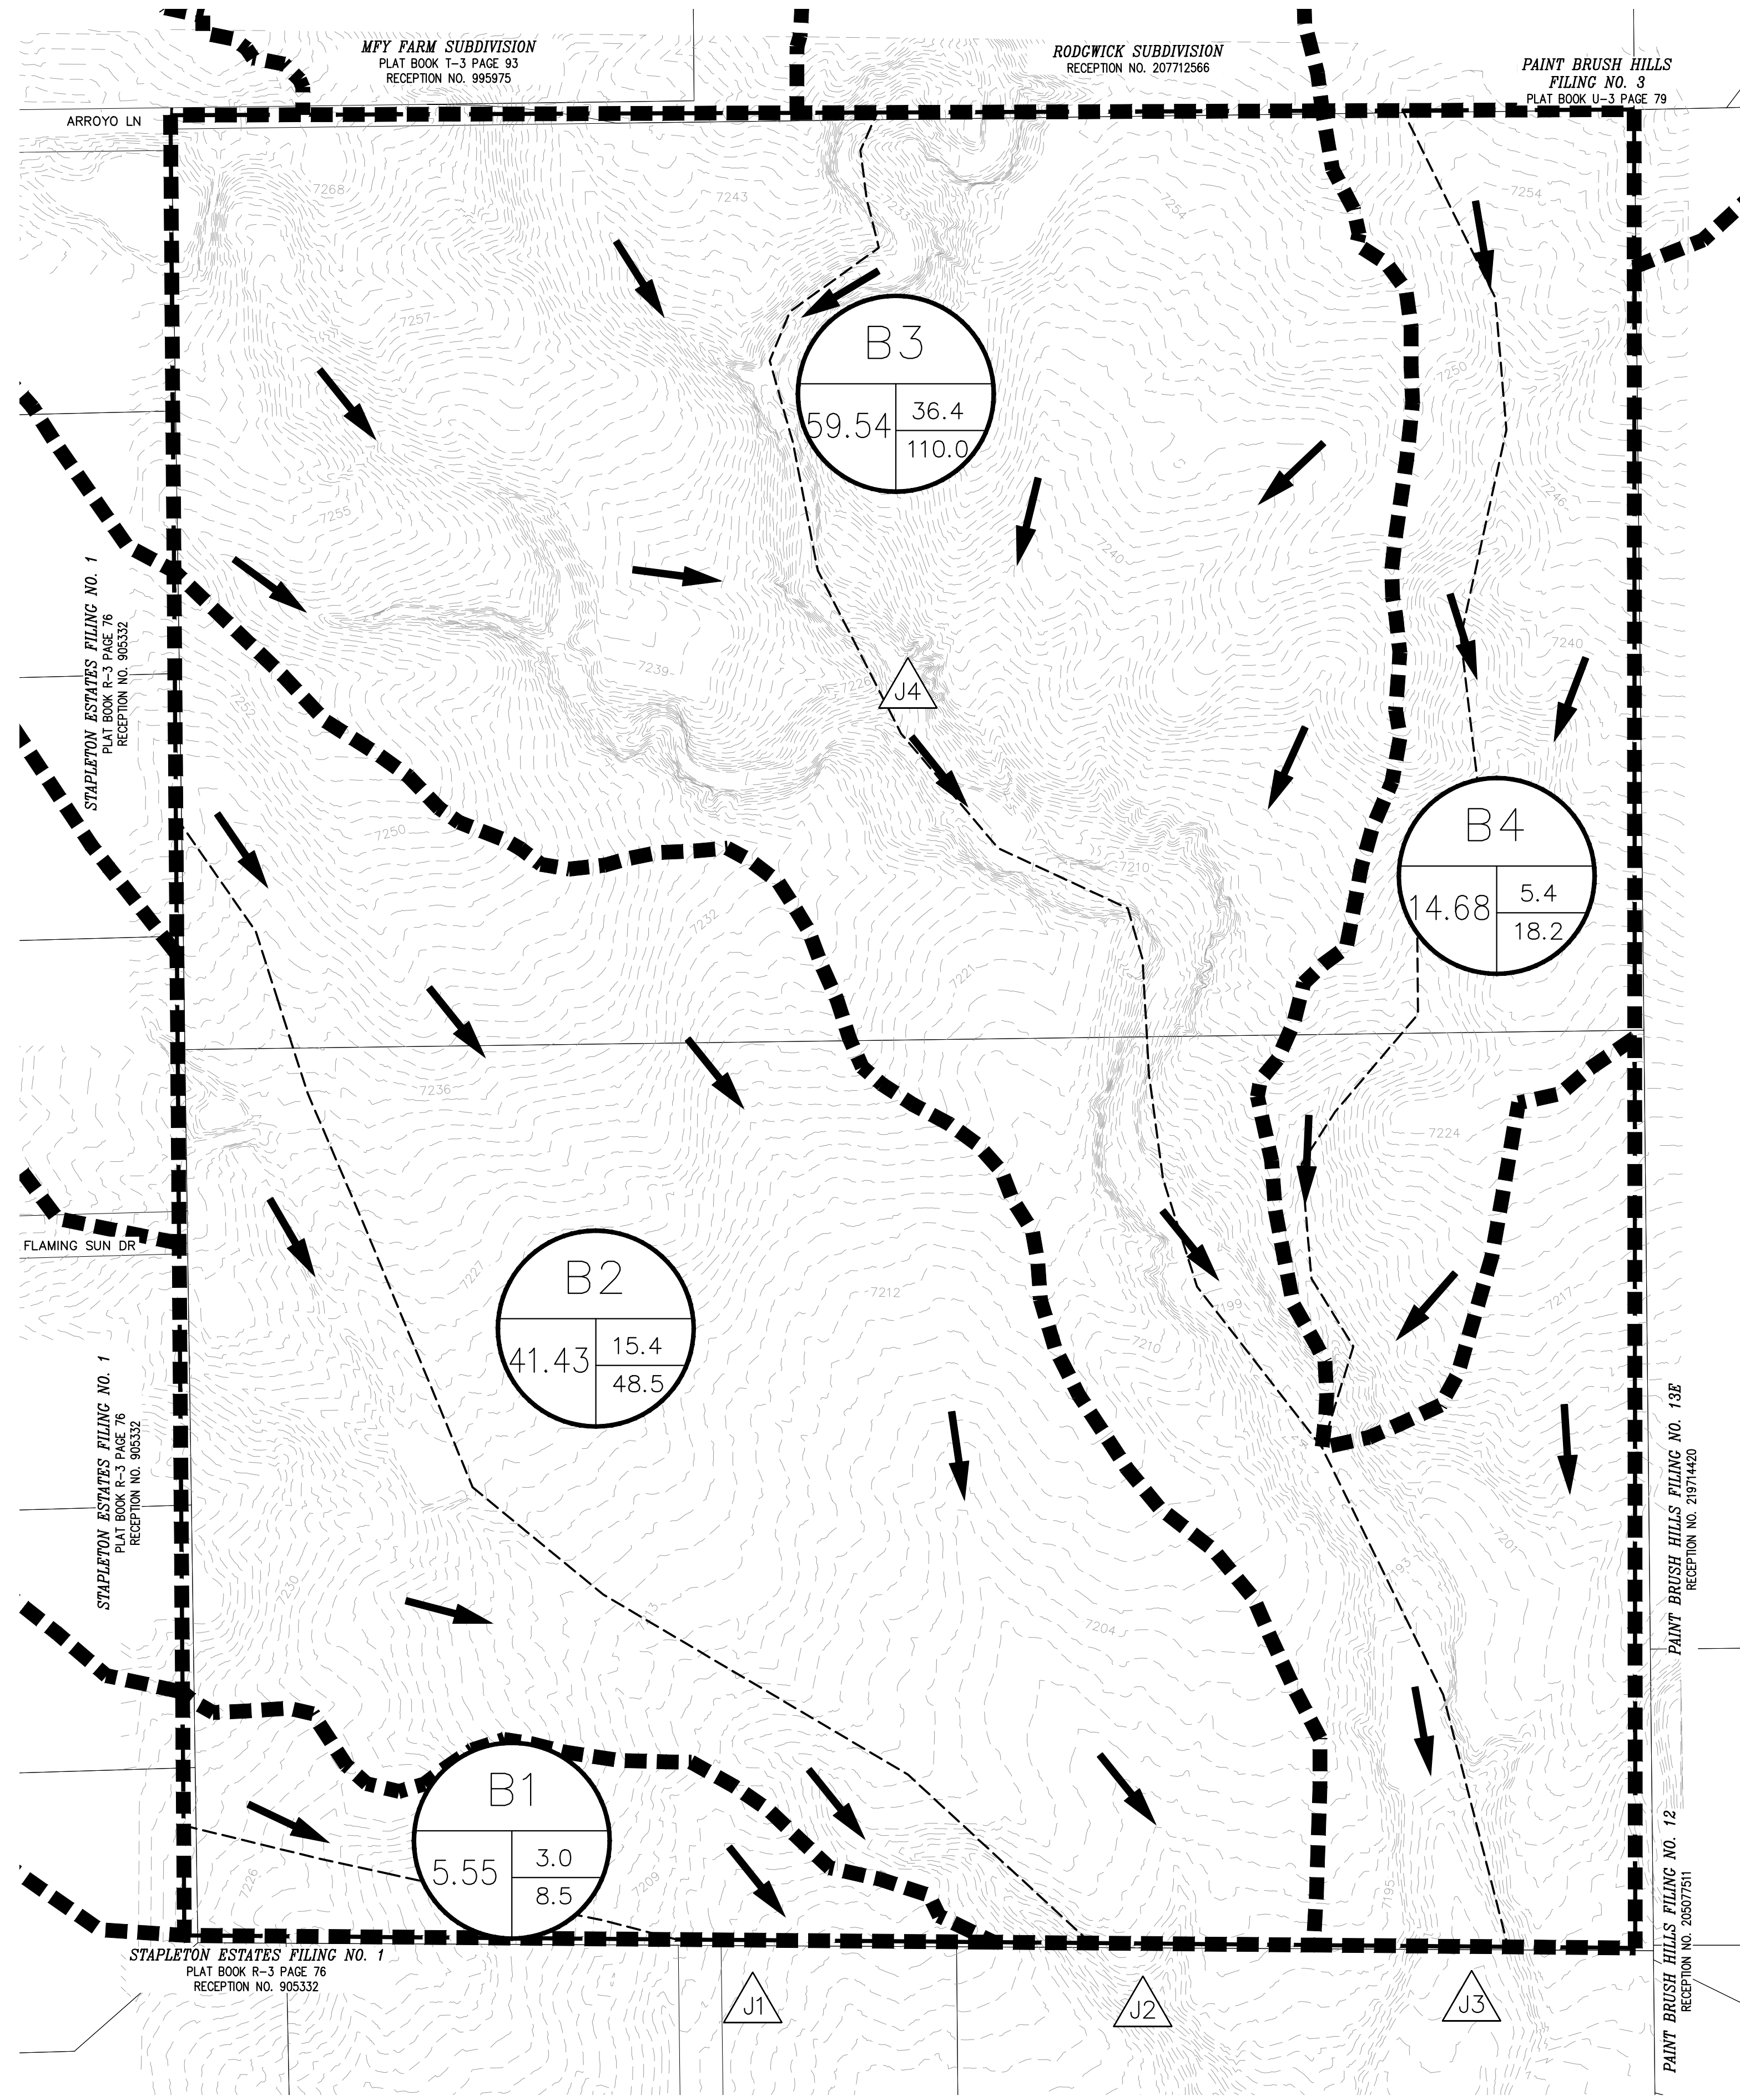 MFY FARM SUBDIVISION
PLAT BOOK T-3 PAGE 93
RECEPTION NO. 995975
RODGWICK SUBDIVISION
RECEPTION NO. 207712566
PAINT BRUSH HILLS
FILING NO. 3
PLAT BOOK U-3 PAGE 79
ARROYO LN
7268
7243
7233
7254
7254
7257
B3
59.54
36.4
110.0
7250
7255
7246
7240
STAPLETON ESTATES FILING NO. 1
PLAT BOOK R-3 PAGE 76
RECEPTION NO. 905332
7239
7226
J4
7240
7252
7250
7210
B4
14.68
5.4
18.2
7232
7221
7236
7224
FLAMING SUN DR
7227
B2
41.43
15.4
48.5
7212
7199
7217
7210
STAPLETON ESTATES FILING NO. 1
PLAT BOOK R-3 PAGE 76
RECEPTION NO. 905332
PAINT BRUSH HILLS FILING NO. 13E
RECEPTION NO. 219714420
7201
7193
7230
7204
B1
5.55
3.0
8.5
7226
7209
7195
PAINT BRUSH HILLS FILING NO. 12
RECEPTION NO. 205077511
STAPLETON ESTATES FILING NO. 1
PLAT BOOK R-3 PAGE 76
RECEPTION NO. 905332
J1
J2
J3